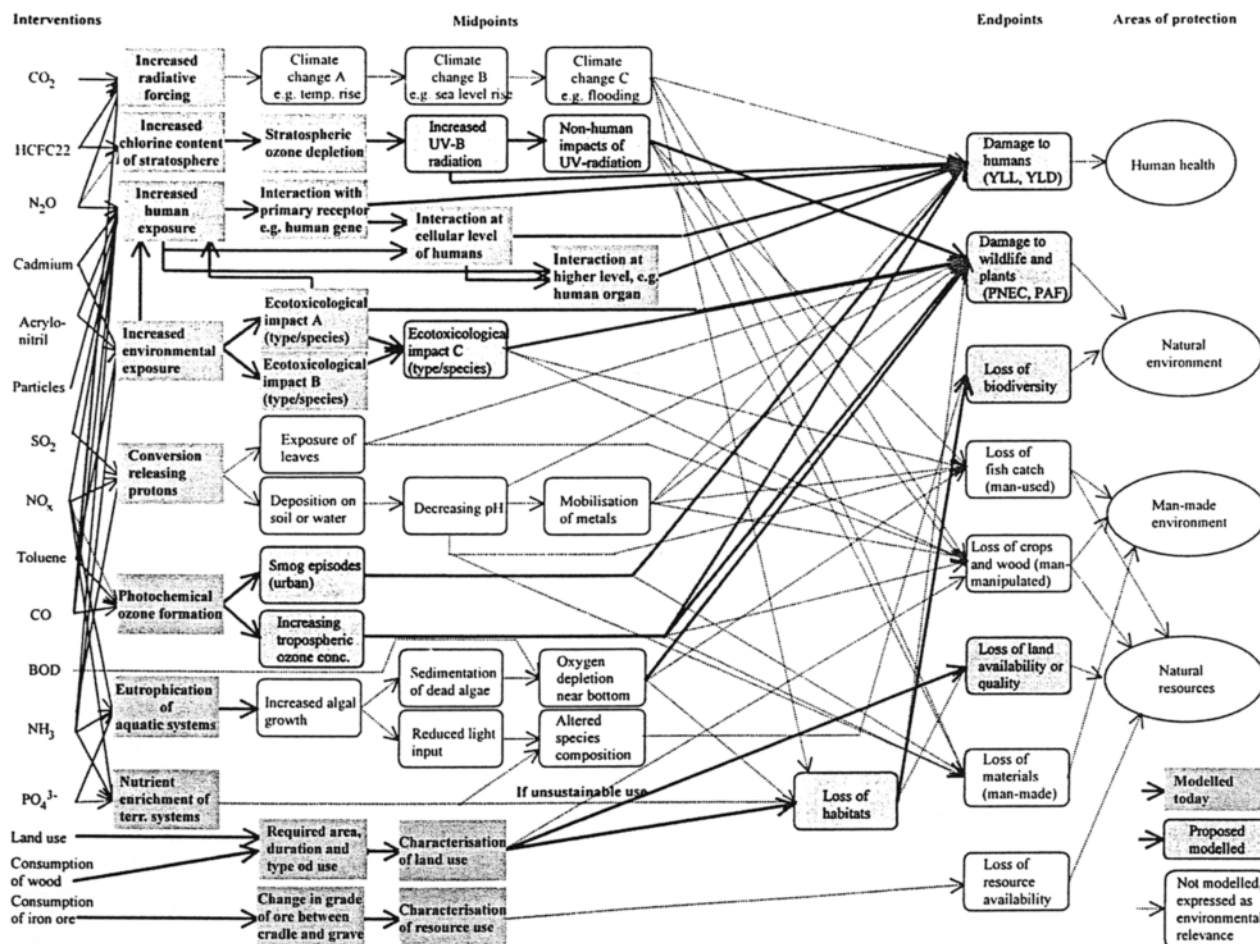 Interventions
Midpoints
Endpoints
Areas of protection
CO2
HCFC22
N2O
Cadmium
Acrylo-
nitril
Particles
SO2
NOx
Toluene
CO
BOD
NH3
PO4 3-
Land use
Consumption
of wood
Consumption
of iron ore
Increased
radiative
forcing
Climate
change A
e.g. temp. rise
Climate
change B
e.g. sea level rise
Climate
change C
e.g. flooding
Increased
chlorine content
of stratosphere
Stratospheric
ozone depletion
Increased
UV-B
radiation
Non-human
impacts of
UV-radiation
Increased
human
exposure
Interaction with
primary receptor
e.g. human gene
Interaction at
cellular level
of humans
Interaction at
higher level, e.g.
human organ
Increased
environmental
exposure
Ecotoxicological
impact A
(type/species)
Ecotoxicological
impact B
(type/species)
Ecotoxicological
impact C
(type/species)
Conversion
releasing
protons
Exposure of
leaves
Deposition on
soil or water
Decreasing pH
Mobilisation
of metals
Photochemical
ozone formation
Smog episodes
(urban)
Increasing
tropospheric
ozone conc.
Eutrophication
of
aquatic systems
Increased algal
growth
Sedimentation
of dead algae
Reduced light
input
Oxygen
depletion
near bottom
Altered
species
composition
Nutrient
enrichment of
terr. systems
If unsustainable use
Loss of
habitats
Required area,
duration and
type od use
Characterisation
of land use
Change in grade
of ore between
cradle and grave
Characterisation
of resource use
Damage to
humans
(YLL, YLD)
Damage to
wildlife and
plants
(PNEC, PAF)
Loss of
biodiversity
Loss of
fish catch
(man-used)
Loss of crops
and wood (man-
manipulated)
Loss of land
availability or
quality
Loss of
materials
(man-made)
Loss of
resource
availability
Human health
Natural
environment
Man-made
environment
Natural
resources
Modelled
today
Proposed
modelled
Not modelled,
expressed as
environmental
relevance